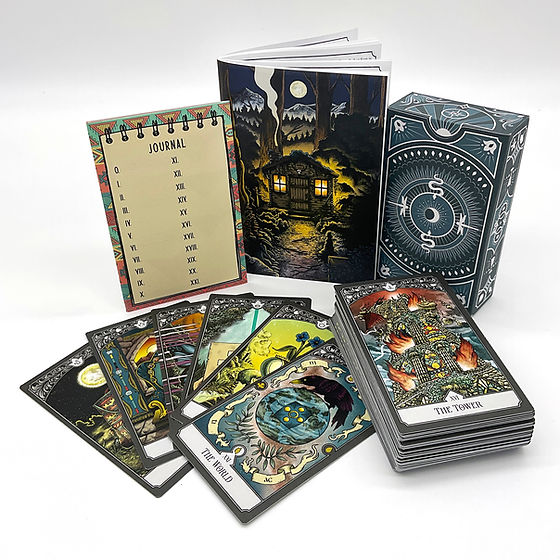 JOURNAL
0.
I.
II.
III.
IV.
V.
VI.
VII.
VIII.
IX.
X.
XI.
XII.
XIII.
XIV.
XV.
XVI.
XVII.
XVIII.
XIX.
XX.
XXI.
XVI
THE TOWER
XXI
THE WORLD